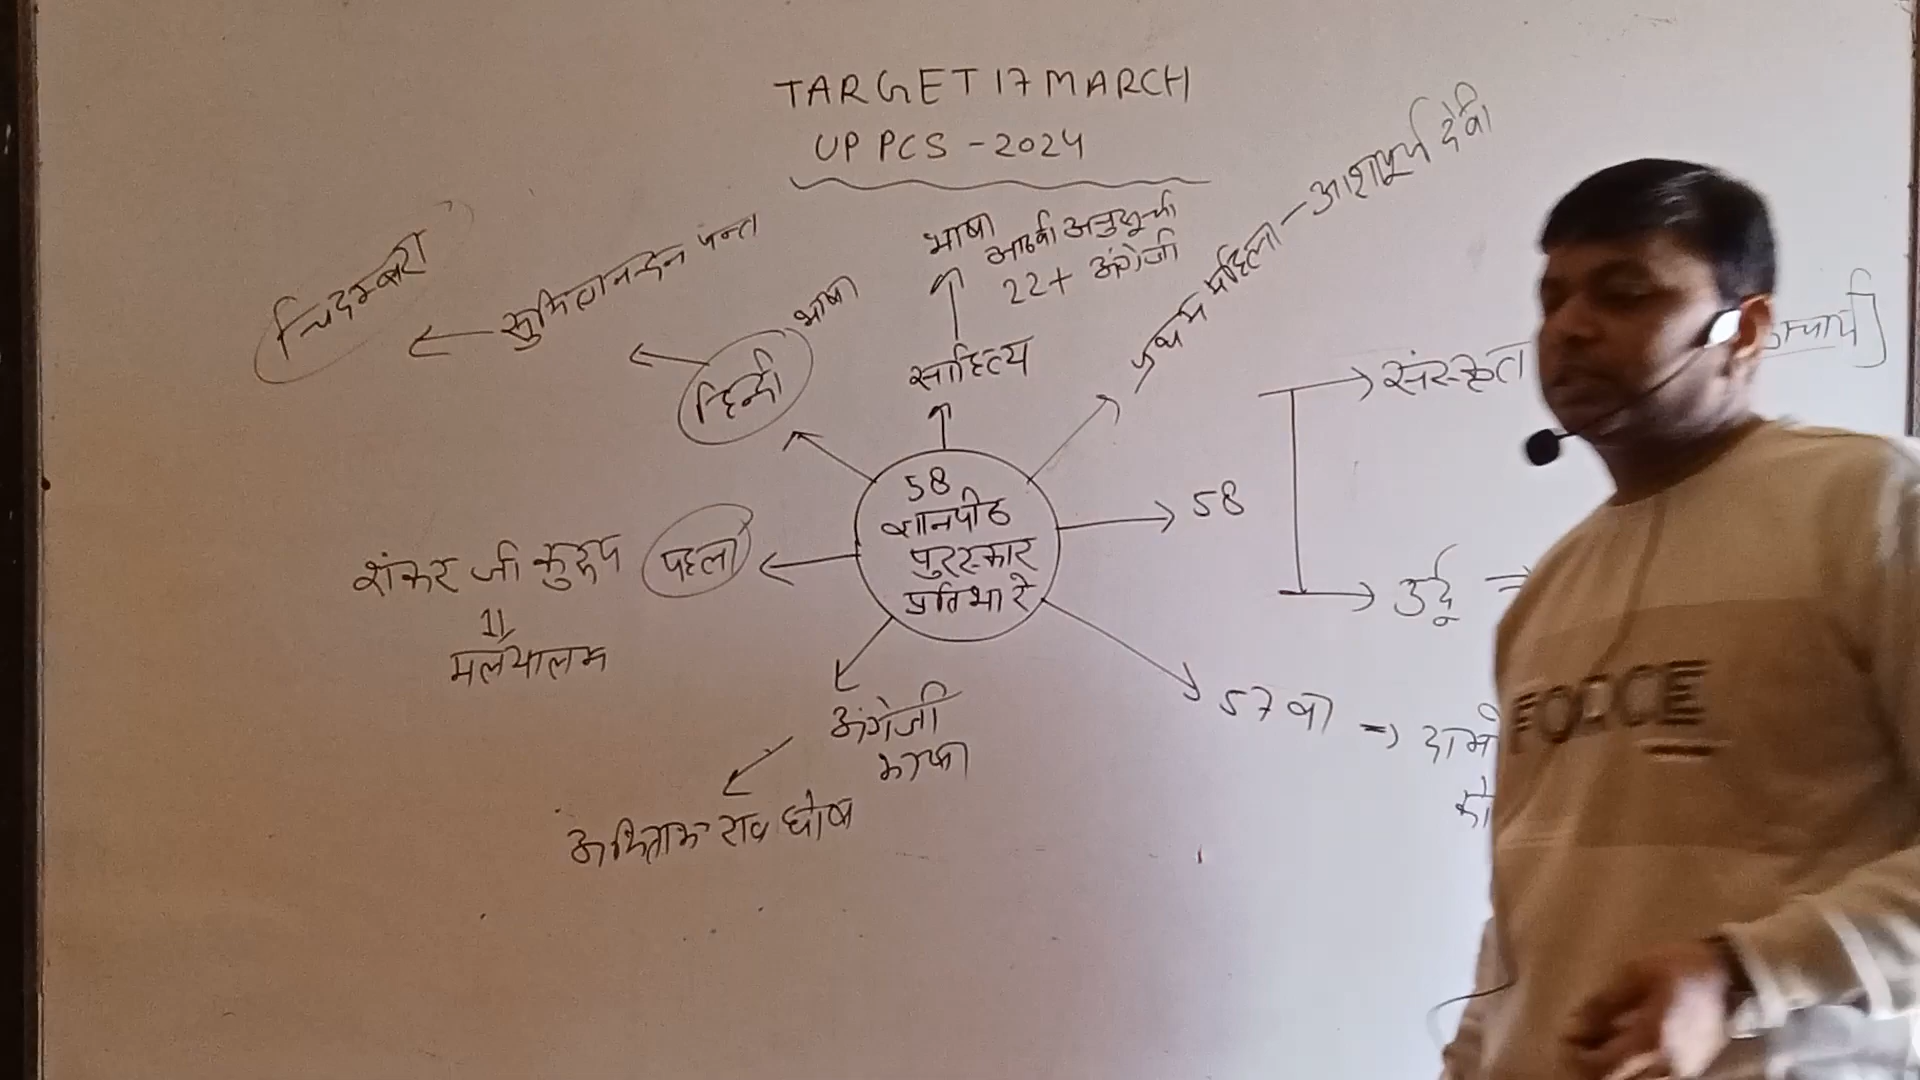 TARGET 17 MARCH
UP PCS - 2024
चिदम्बरा
सुमित्रानन्दन पन्त
हिन्दी
भाषा
भाषा
आठवी अनुसूची
22+ अंग्रेजी
साहित्य
प्रथम महिला - आशापूर्णा देवी
58
ज्ञानपीठ
पुरस्कार
प्रतिभा रे
58
संस्कृत
उर्दू
57 वा
पहला
शंकर जी कुरूप
मलयालम
अंग्रेजी
घोष
FORCE